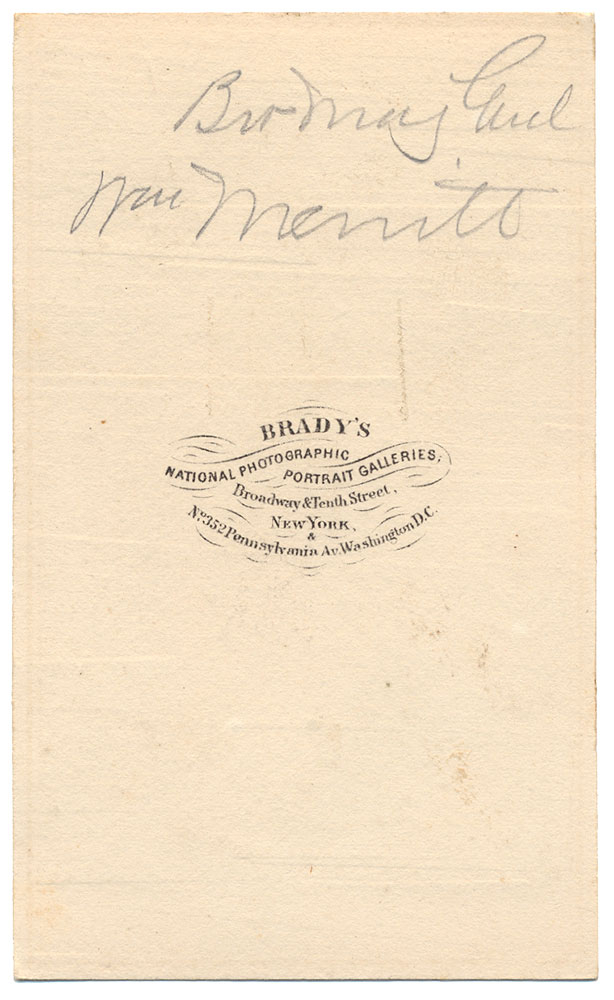 Bvt Maj Genl
Wm Merritt
BRADY'S
NATIONAL PHOTOGRAPHIC
PORTRAIT GALLERIES,
Broadway & Tenth Street,
NEW YORK,
&
No. 352 Pennsylvania Av. Washington D.C.